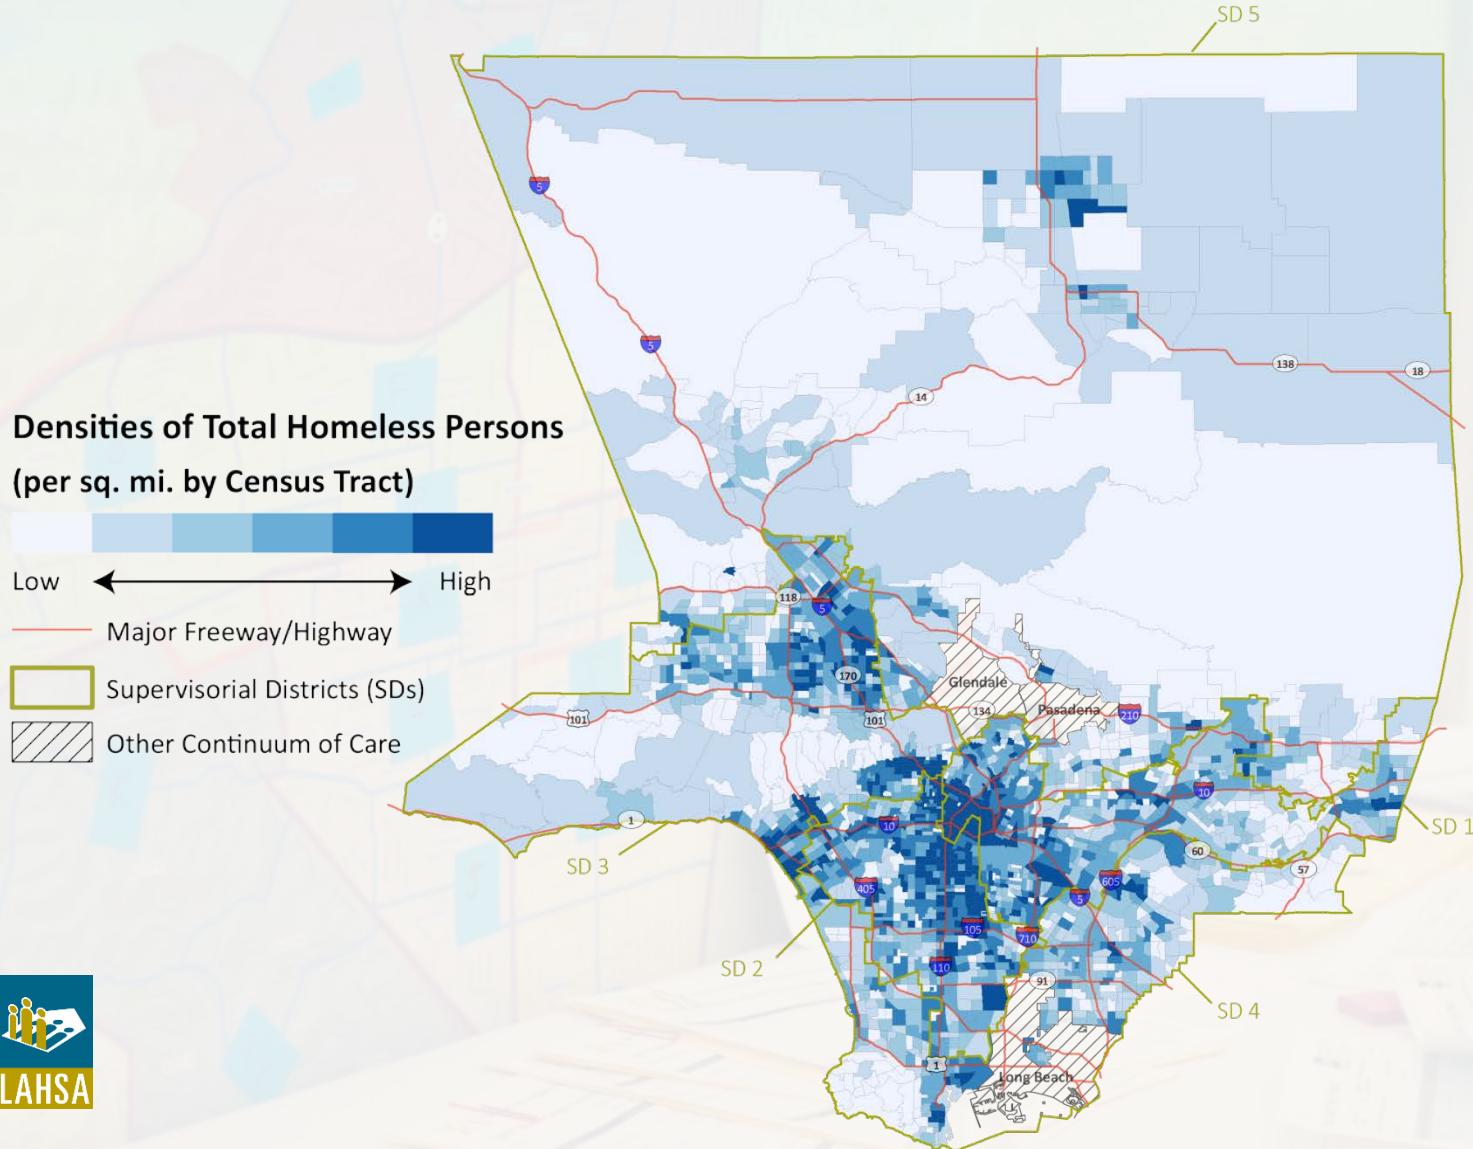 SD 5
5
5
14
138
18
Densities of Total Homeless Persons
(per sq. mi. by Census Tract)
Low
High
Major Freeway/Highway
Supervisorial Districts (SDs)
Other Continuum of Care
118
5
170
Glendale
134
Pasadena
210
101
101
10
10
1
SD 1
SD 3
60
57
405
605
5
105
710
SD 2
110
91
SD 4
1
Long Beach
LAHSA